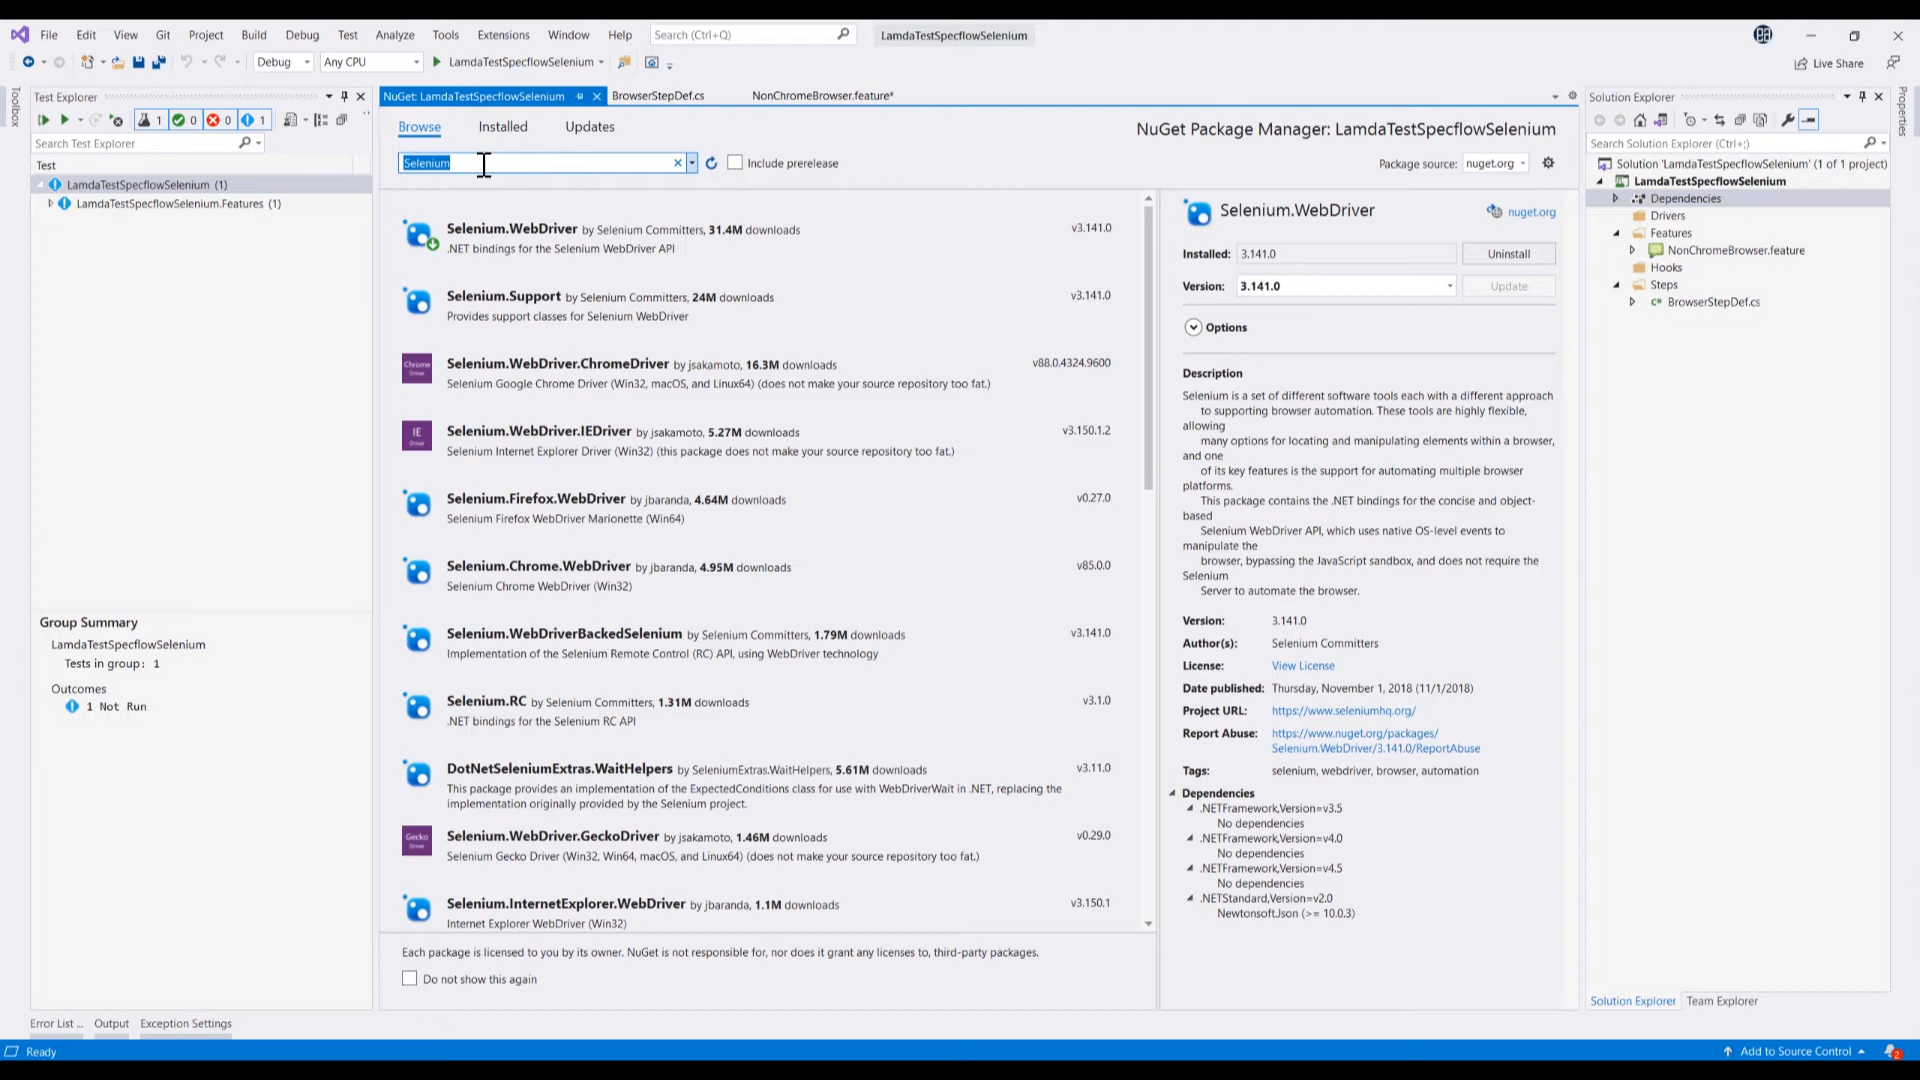 File Edit View Git Project Build Debug Test Analyze Tools Extensions Window Help Search (Ctrl+Q) LamdaTestSpecflowSelenium
Debug Any CPU LamdaTestSpecflowSelenium Live Share
Toolbox
Test Explorer
1 0 0 1
Search Test Explorer
Test
LamdaTestSpecflowSelenium (1)
LamdaTestSpecflowSelenium.Features (1)
Group Summary
LamdaTestSpecflowSelenium
Tests in group: 1
Outcomes
1 Not Run
NuGet: LamdaTestSpecflowSelenium BrowserStepDef.cs NonChromeBrowser.feature*
Browse Installed Updates
NuGet Package Manager: LamdaTestSpecflowSelenium
Selenium Include prerelease
Package source: nuget.org
Selenium.WebDriver by Selenium Committers, 31.4M downloads v3.141.0
.NET bindings for the Selenium WebDriver API
Selenium.Support by Selenium Committers, 24M downloads v3.141.0
Provides support classes for Selenium WebDriver
Chrome
Driver
Selenium.WebDriver.ChromeDriver by jsakamoto, 16.3M downloads v88.0.4324.9600
Selenium Google Chrome Driver (Win32, macOS, and Linux64) (does not make your source repository too fat.)
IE
Driver
Selenium.WebDriver.IEDriver by jsakamoto, 5.27M downloads v3.150.1.2
Selenium Internet Explorer Driver (Win32) (this package does not make your source repository too fat.)
Selenium.Firefox.WebDriver by jbaranda, 4.64M downloads v0.27.0
Selenium Firefox WebDriver Marionette (Win64)
Selenium.Chrome.WebDriver by jbaranda, 4.95M downloads v85.0.0
Selenium Chrome WebDriver (Win32)
Selenium.WebDriverBackedSelenium by Selenium Committers, 1.79M downloads v3.141.0
Implementation of the Selenium Remote Control (RC) API, using WebDriver technology
Selenium.RC by Selenium Committers, 1.31M downloads v3.1.0
.NET bindings for the Selenium RC API
DotNetSeleniumExtras.WaitHelpers by SeleniumExtras.WaitHelpers, 5.61M downloads v3.11.0
This package provides an implementation of the ExpectedConditions class for use with WebDriverWait in .NET, replacing the
implementation originally provided by the Selenium project.
Gecko
Driver
Selenium.WebDriver.GeckoDriver by jsakamoto, 1.46M downloads v0.29.0
Selenium Gecko Driver (Win32, Win64, macOS, and Linux64) (does not make your source repository too fat.)
Selenium.InternetExplorer.WebDriver by jbaranda, 1.1M downloads v3.150.1
Internet Explorer WebDriver (Win32)
Each package is licensed to you by its owner. NuGet is not responsible for, nor does it grant any licenses to, third-party packages.
Do not show this again
Selenium.WebDriver nuget.org
Installed: 3.141.0 Uninstall
Version: 3.141.0 Update
Options
Description
Selenium is a set of different software tools each with a different approach
to supporting browser automation. These tools are highly flexible,
allowing
many options for locating and manipulating elements within a browser,
and one
of its key features is the support for automating multiple browser
platforms.
This package contains the .NET bindings for the concise and object-
based
Selenium WebDriver API, which uses native OS-level events to
manipulate the
browser, bypassing the JavaScript sandbox, and does not require the
Selenium
Server to automate the browser.
Version: 3.141.0
Author(s): Selenium Committers
License: View License
Date published: Thursday, November 1, 2018 (11/1/2018)
Project URL: https://www.seleniumhq.org/
Report Abuse: https://www.nuget.org/packages/
Selenium.WebDriver/3.141.0/ReportAbuse
Tags: selenium, webdriver, browser, automation
Dependencies
.NETFramework,Version=v3.5
No dependencies
.NETFramework,Version=v4.0
No dependencies
.NETFramework,Version=v4.5
No dependencies
.NETStandard,Version=v2.0
Newtonsoft.Json (>= 10.0.3)
Solution Explorer
Search Solution Explorer (Ctrl+;)
Solution 'LamdaTestSpecflowSelenium' (1 of 1 project)
LamdaTestSpecflowSelenium
Dependencies
Drivers
Features
NonChromeBrowser.feature
Hooks
Steps
C# BrowserStepDef.cs
Solution Explorer Team Explorer
Properties
Error List ... Output Exception Settings
Ready Add to Source Control 2